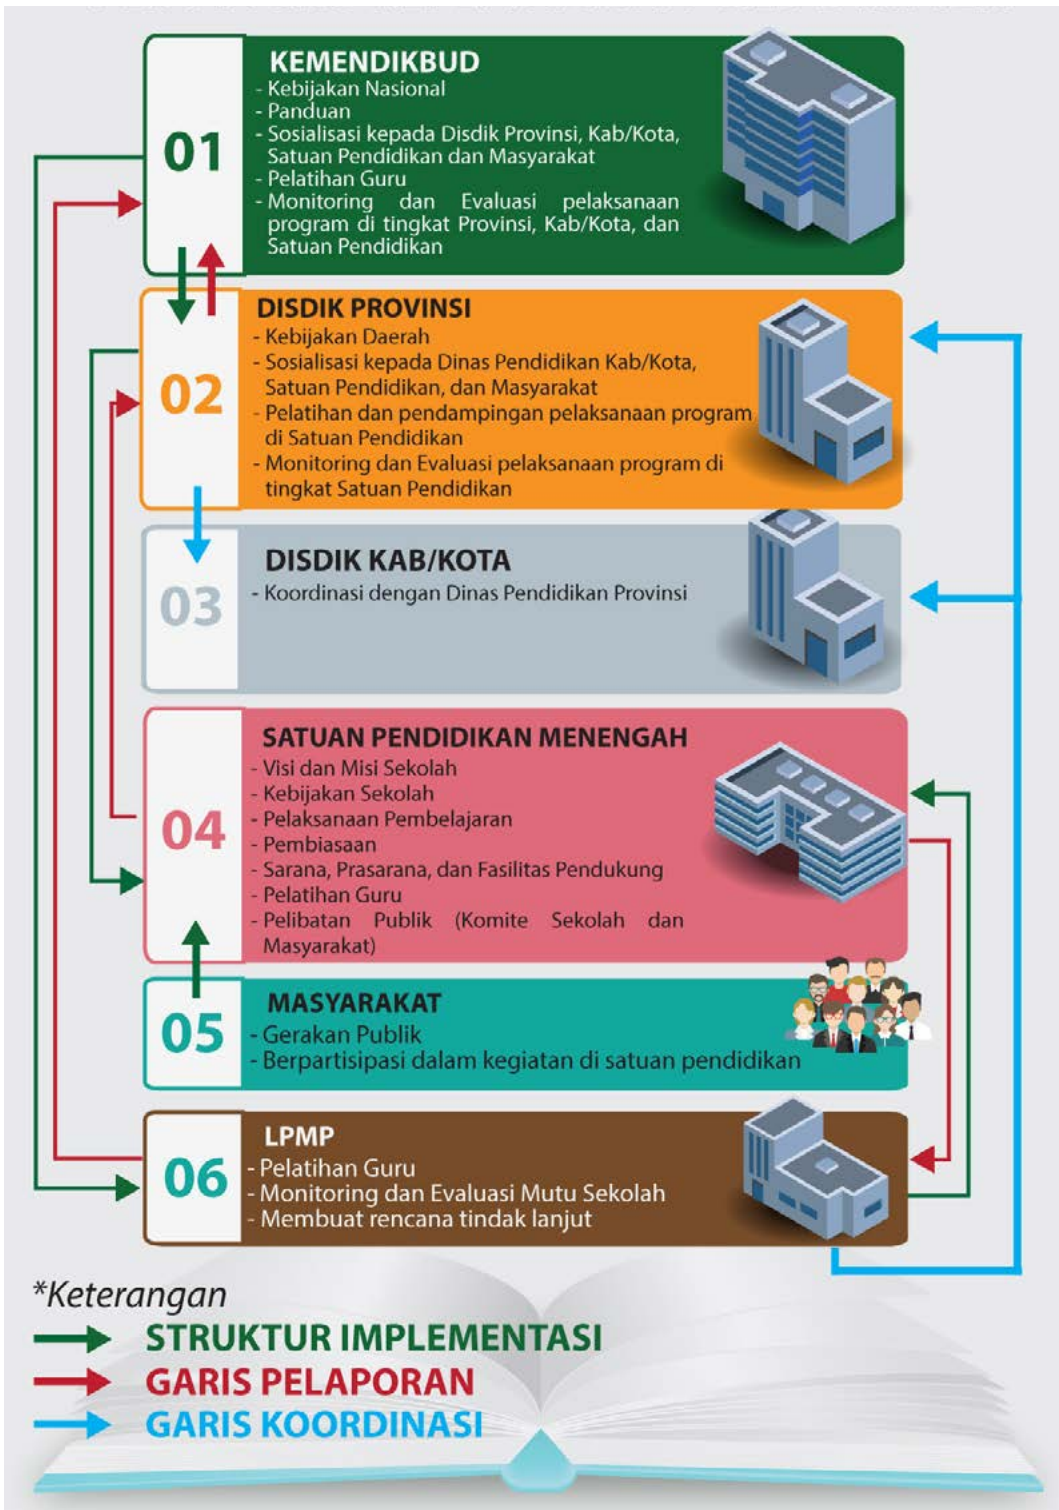 01
KEMENDIKBUD
- Kebijakan Nasional
- Panduan
- Sosialisasi kepada Disdik Provinsi, Kab/Kota,
Satuan Pendidikan dan Masyarakat
- Pelatihan Guru
- Monitoring dan Evaluasi pelaksanaan
program di tingkat Provinsi, Kab/Kota, dan
Satuan Pendidikan
02
DISDIK PROVINSI
- Kebijakan Daerah
- Sosialisasi kepada Dinas Pendidikan Kab/Kota,
Satuan Pendidikan, dan Masyarakat
- Pelatihan dan pendampingan pelaksanaan program
di Satuan Pendidikan
- Monitoring dan Evaluasi pelaksanaan program di
tingkat Satuan Pendidikan
03
DISDIK KAB/KOTA
- Koordinasi dengan Dinas Pendidikan Provinsi
04
SATUAN PENDIDIKAN MENENGAH
- Visi dan Misi Sekolah
- Kebijakan Sekolah
- Pelaksanaan Pembelajaran
- Pembiasaan
- Sarana, Prasarana, dan Fasilitas Pendukung
- Pelatihan Guru
- Pelibatan Publik (Komite Sekolah dan
Masyarakat)
05
MASYARAKAT
- Gerakan Publik
- Berpartisipasi dalam kegiatan di satuan pendidikan
06
LPMP
- Pelatihan Guru
- Monitoring dan Evaluasi Mutu Sekolah
- Membuat rencana tindak lanjut
*Keterangan
STRUKTUR IMPLEMENTASI
GARIS PELAPORAN
GARIS KOORDINASI